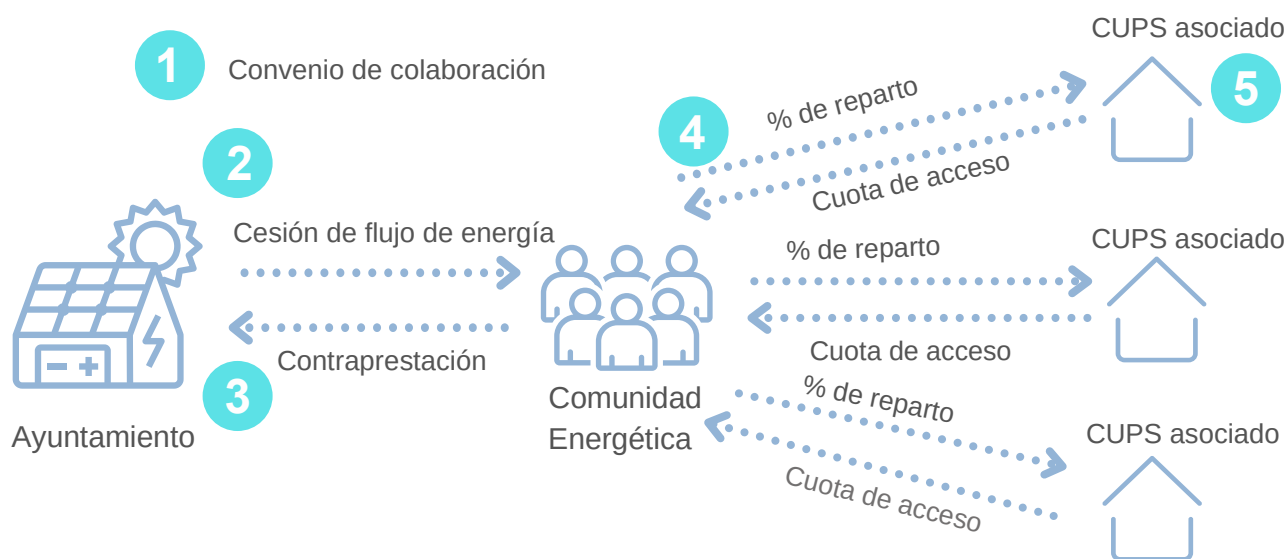 CUPS asociado
1
Convenio de colaboración
4
% de reparto
5
2
Cuota de acceso
Cesión de flujo de energía
% de reparto
CUPS asociado
Contraprestación
Cuota de acceso
3
% de reparto
Comunidad
Energética
Ayuntamiento
CUPS asociado
Cuota de acceso